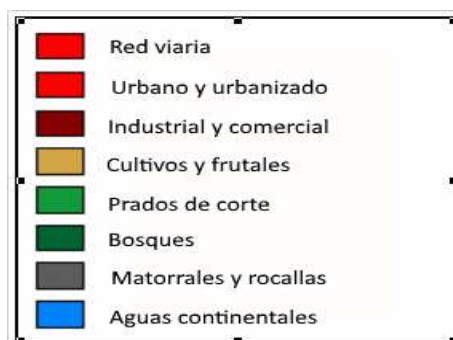 Red viaria
Urbano y urbanizado
Industrial y comercial
Cultivos y frutales
Prados de corte
Bosques
Matorrales y rocallas
Aguas continentales